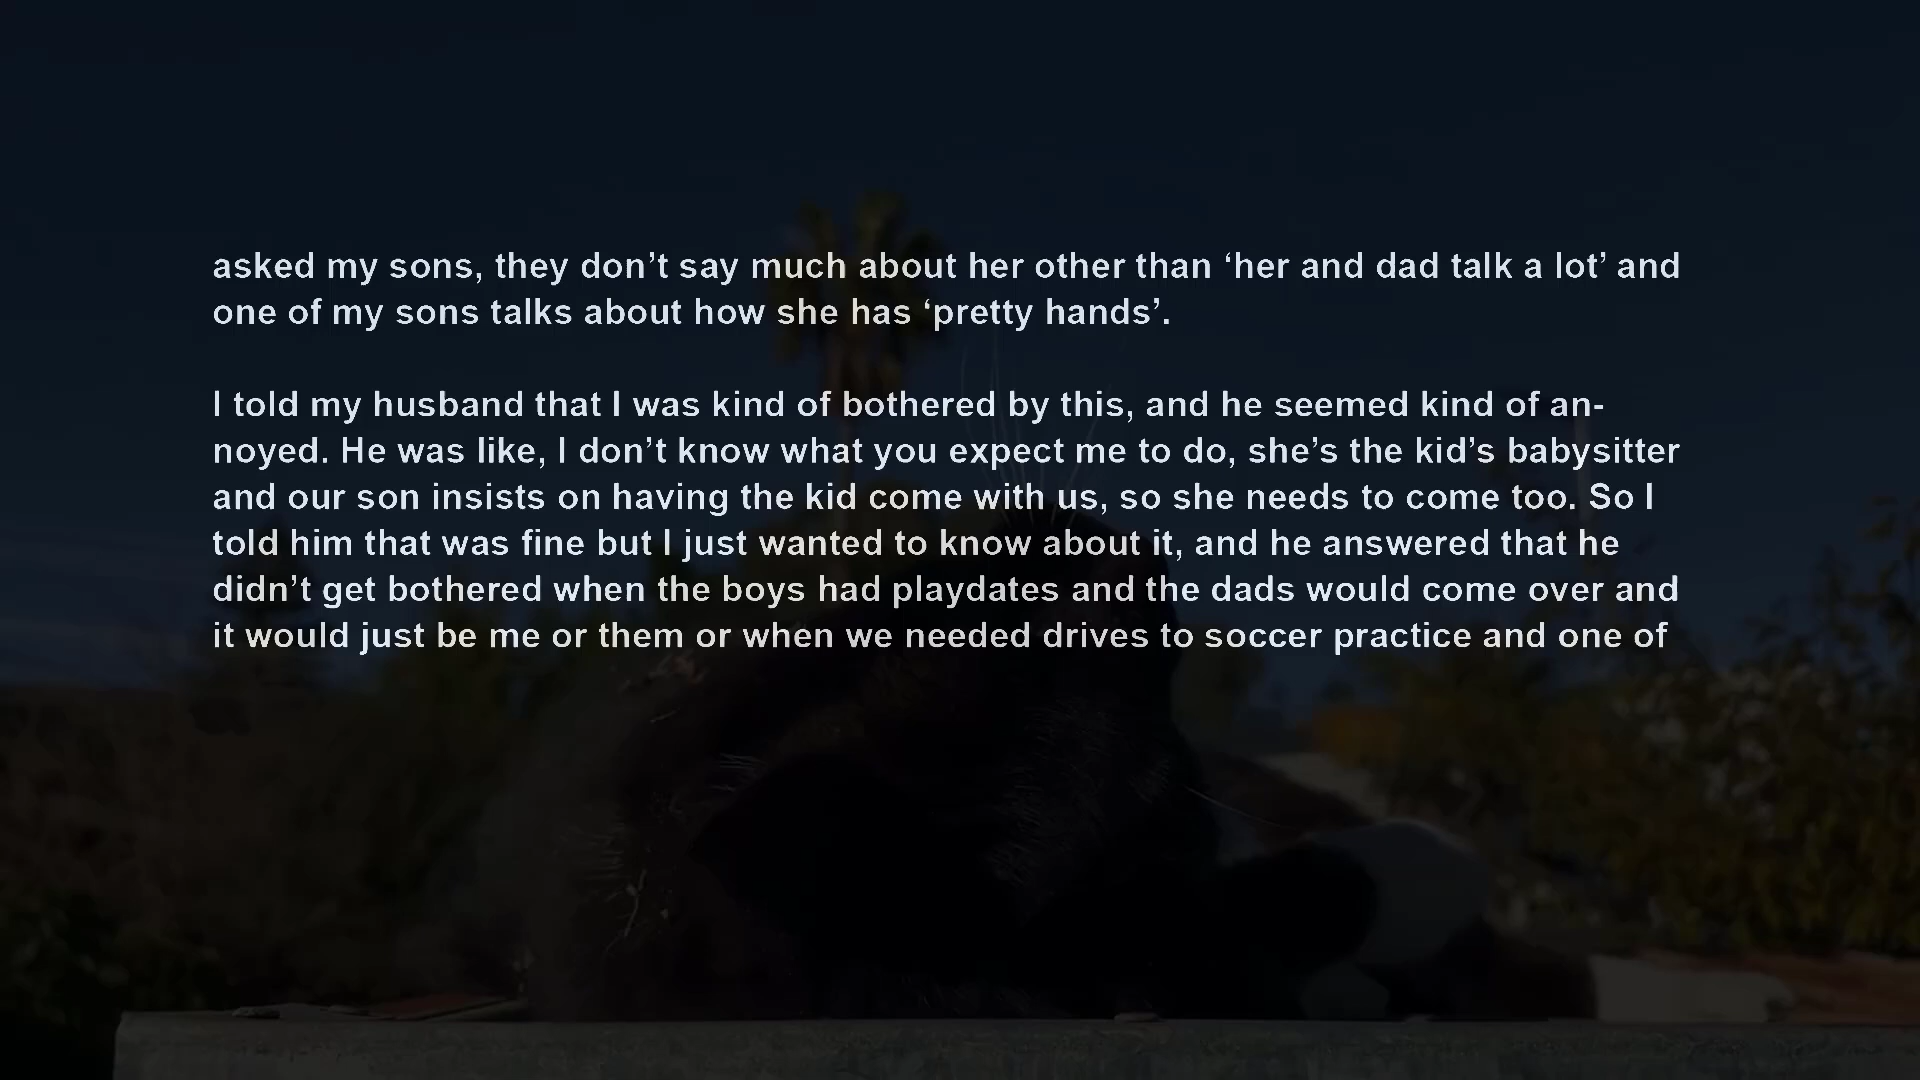 asked my sons, they don’t say much about her other than ‘her and dad talk a lot’ and
one of my sons talks about how she has ‘pretty hands’.
I told my husband that I was kind of bothered by this, and he seemed kind of an-
noyed. He was like, I don’t know what you expect me to do, she’s the kid’s babysitter
and our son insists on having the kid come with us, so she needs to come too. So I
told him that was fine but I just wanted to know about it, and he answered that he
didn’t get bothered when the boys had playdates and the dads would come over and
it would just be me or them or when we needed drives to soccer practice and one of